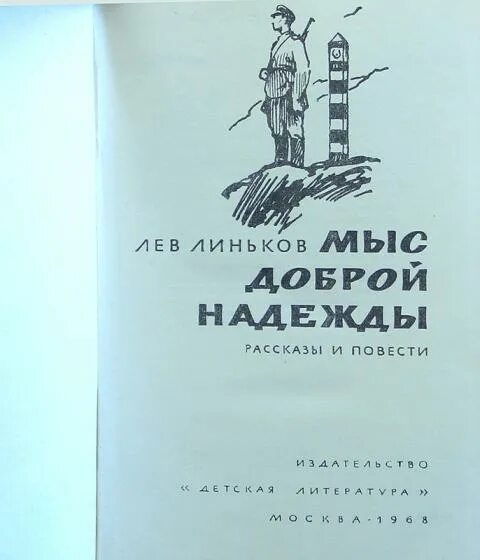 ЛЕВ ЛИНЬКОВ МЫС
ДОБРОЙ
НАДЕЖДЫ
РАССКАЗЫ И ПОВЕСТИ
ИЗДАТЕЛЬСТВО
«ДЕТСКАЯ ЛИТЕРАТУРА»
МОСКВА · 1968